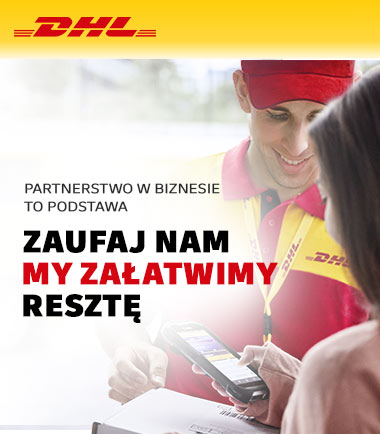 DHL
PARTNERSTWO W BIZNESIE
TO PODSTAWA
ZAUFAJ NAM
MY ZAŁATWIMY
RESZTĘ
DHL